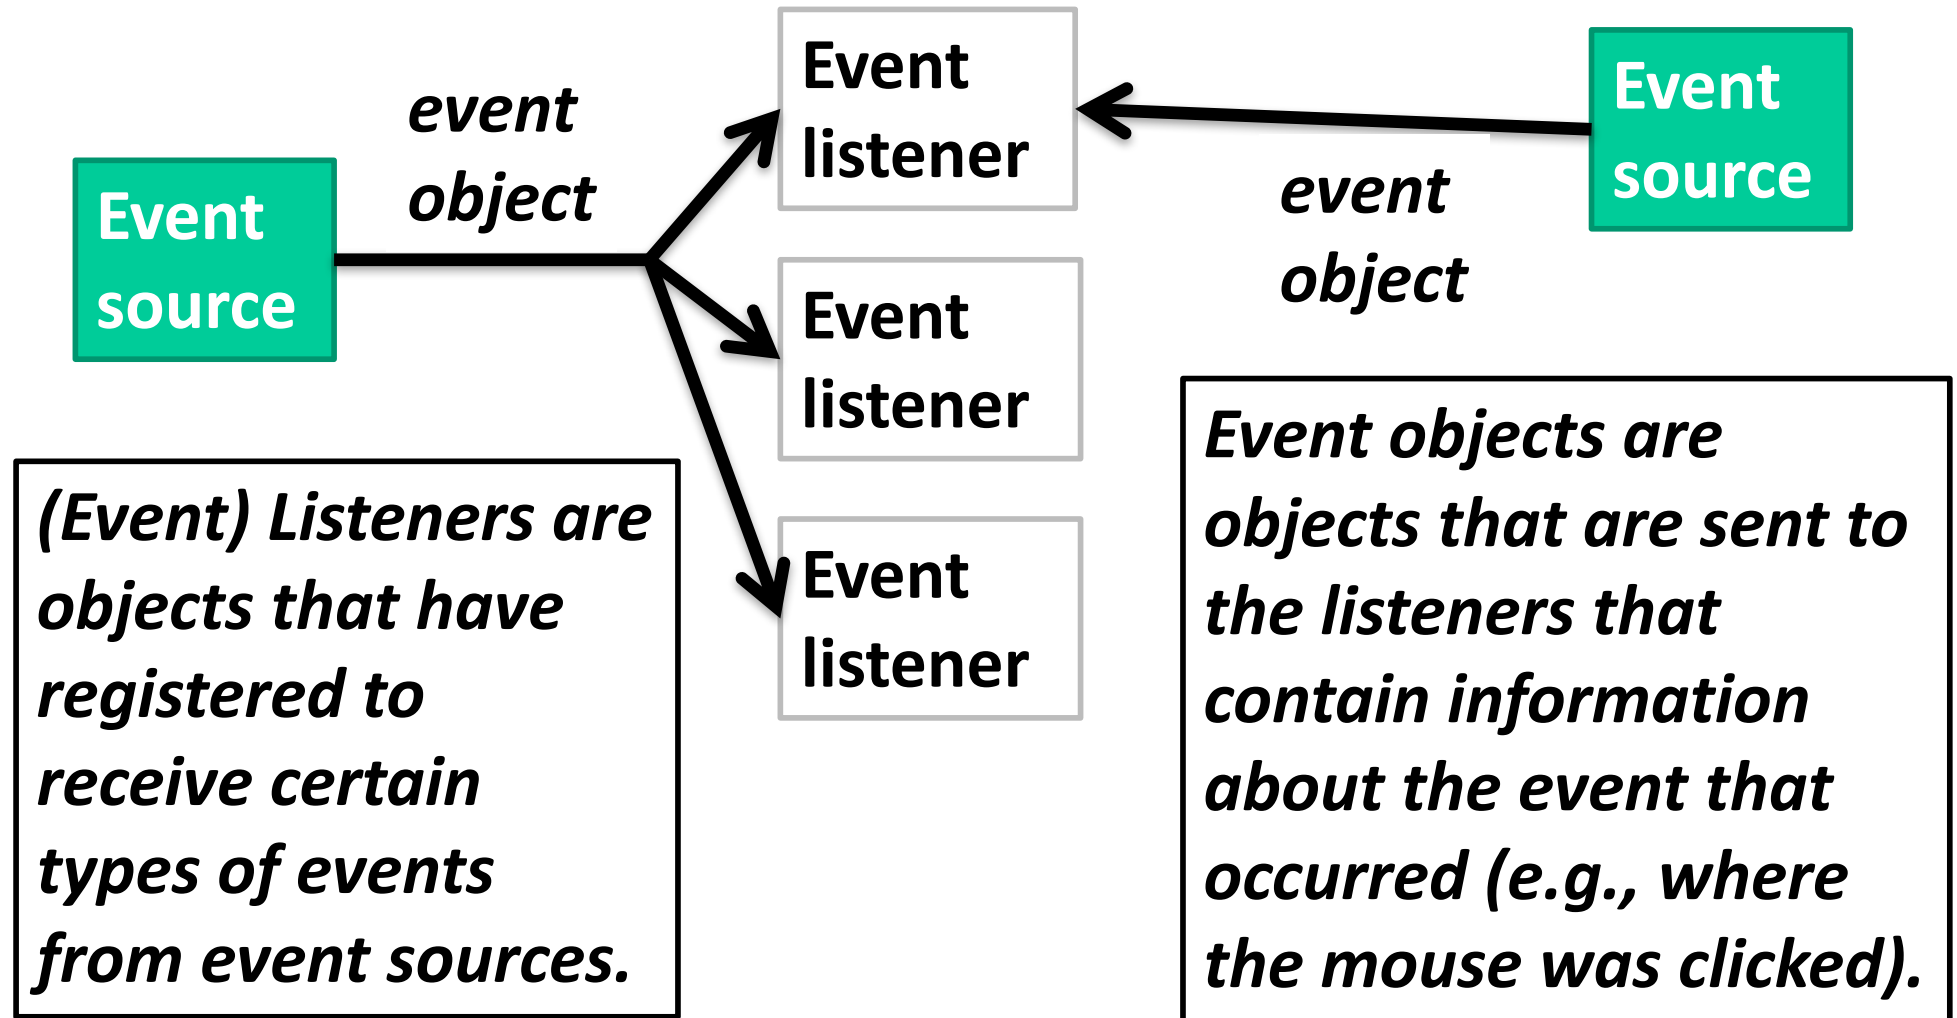 Event
source
event
object
Event
listener
Event
listener
Event
listener
event
object
Event
source
(Event) Listeners are
objects that have
registered to
receive certain
types of events
from event sources.
Event objects are
objects that are sent to
the listeners that
contain information
about the event that
occurred (e.g., where
the mouse was clicked).